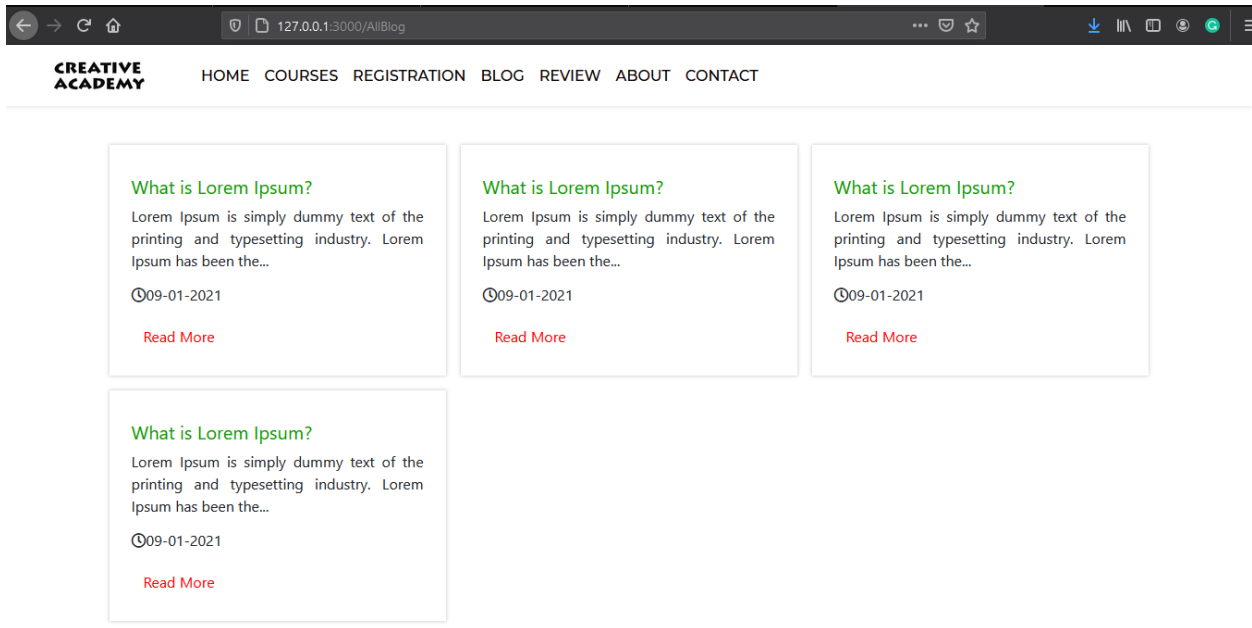 127.0.0.1:3000/AllBlog
CREATIVE
ACADEMY
HOME COURSES REGISTRATION BLOG REVIEW ABOUT CONTACT
What is Lorem Ipsum?
Lorem Ipsum is simply dummy text of the
printing and typesetting industry. Lorem
Ipsum has been the...
09-01-2021
Read More
What is Lorem Ipsum?
Lorem Ipsum is simply dummy text of the
printing and typesetting industry. Lorem
Ipsum has been the...
09-01-2021
Read More
What is Lorem Ipsum?
Lorem Ipsum is simply dummy text of the
printing and typesetting industry. Lorem
Ipsum has been the...
09-01-2021
Read More
What is Lorem Ipsum?
Lorem Ipsum is simply dummy text of the
printing and typesetting industry. Lorem
Ipsum has been the...
09-01-2021
Read More